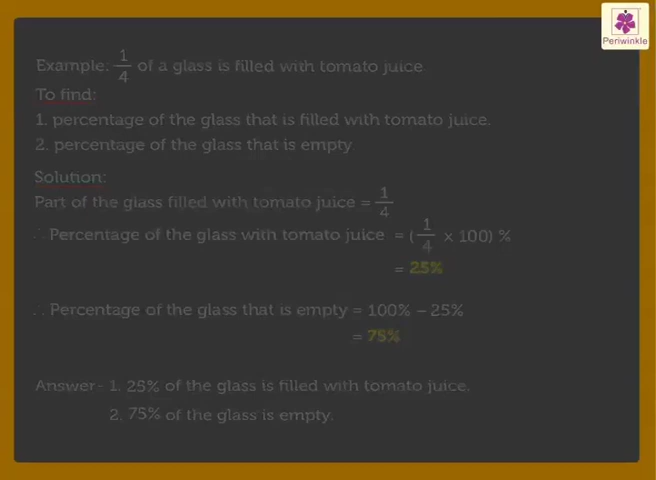 Periwinkle
Example: 1/4 of a glass is filled with tomato juice
To find:
1. percentage of the glass that is filled with tomato juice.
2. percentage of the glass that is empty
Solution:
Part of the glass filled with tomato juice = 1/4
∴ Percentage of the glass with tomato juice = (1/4 x 100) %
= 25%
∴ Percentage of the glass that is empty = 100% – 25%
= 75%
Answer- 1. 25% of the glass is filled with tomato juice.
2. 75% of the glass is empty.